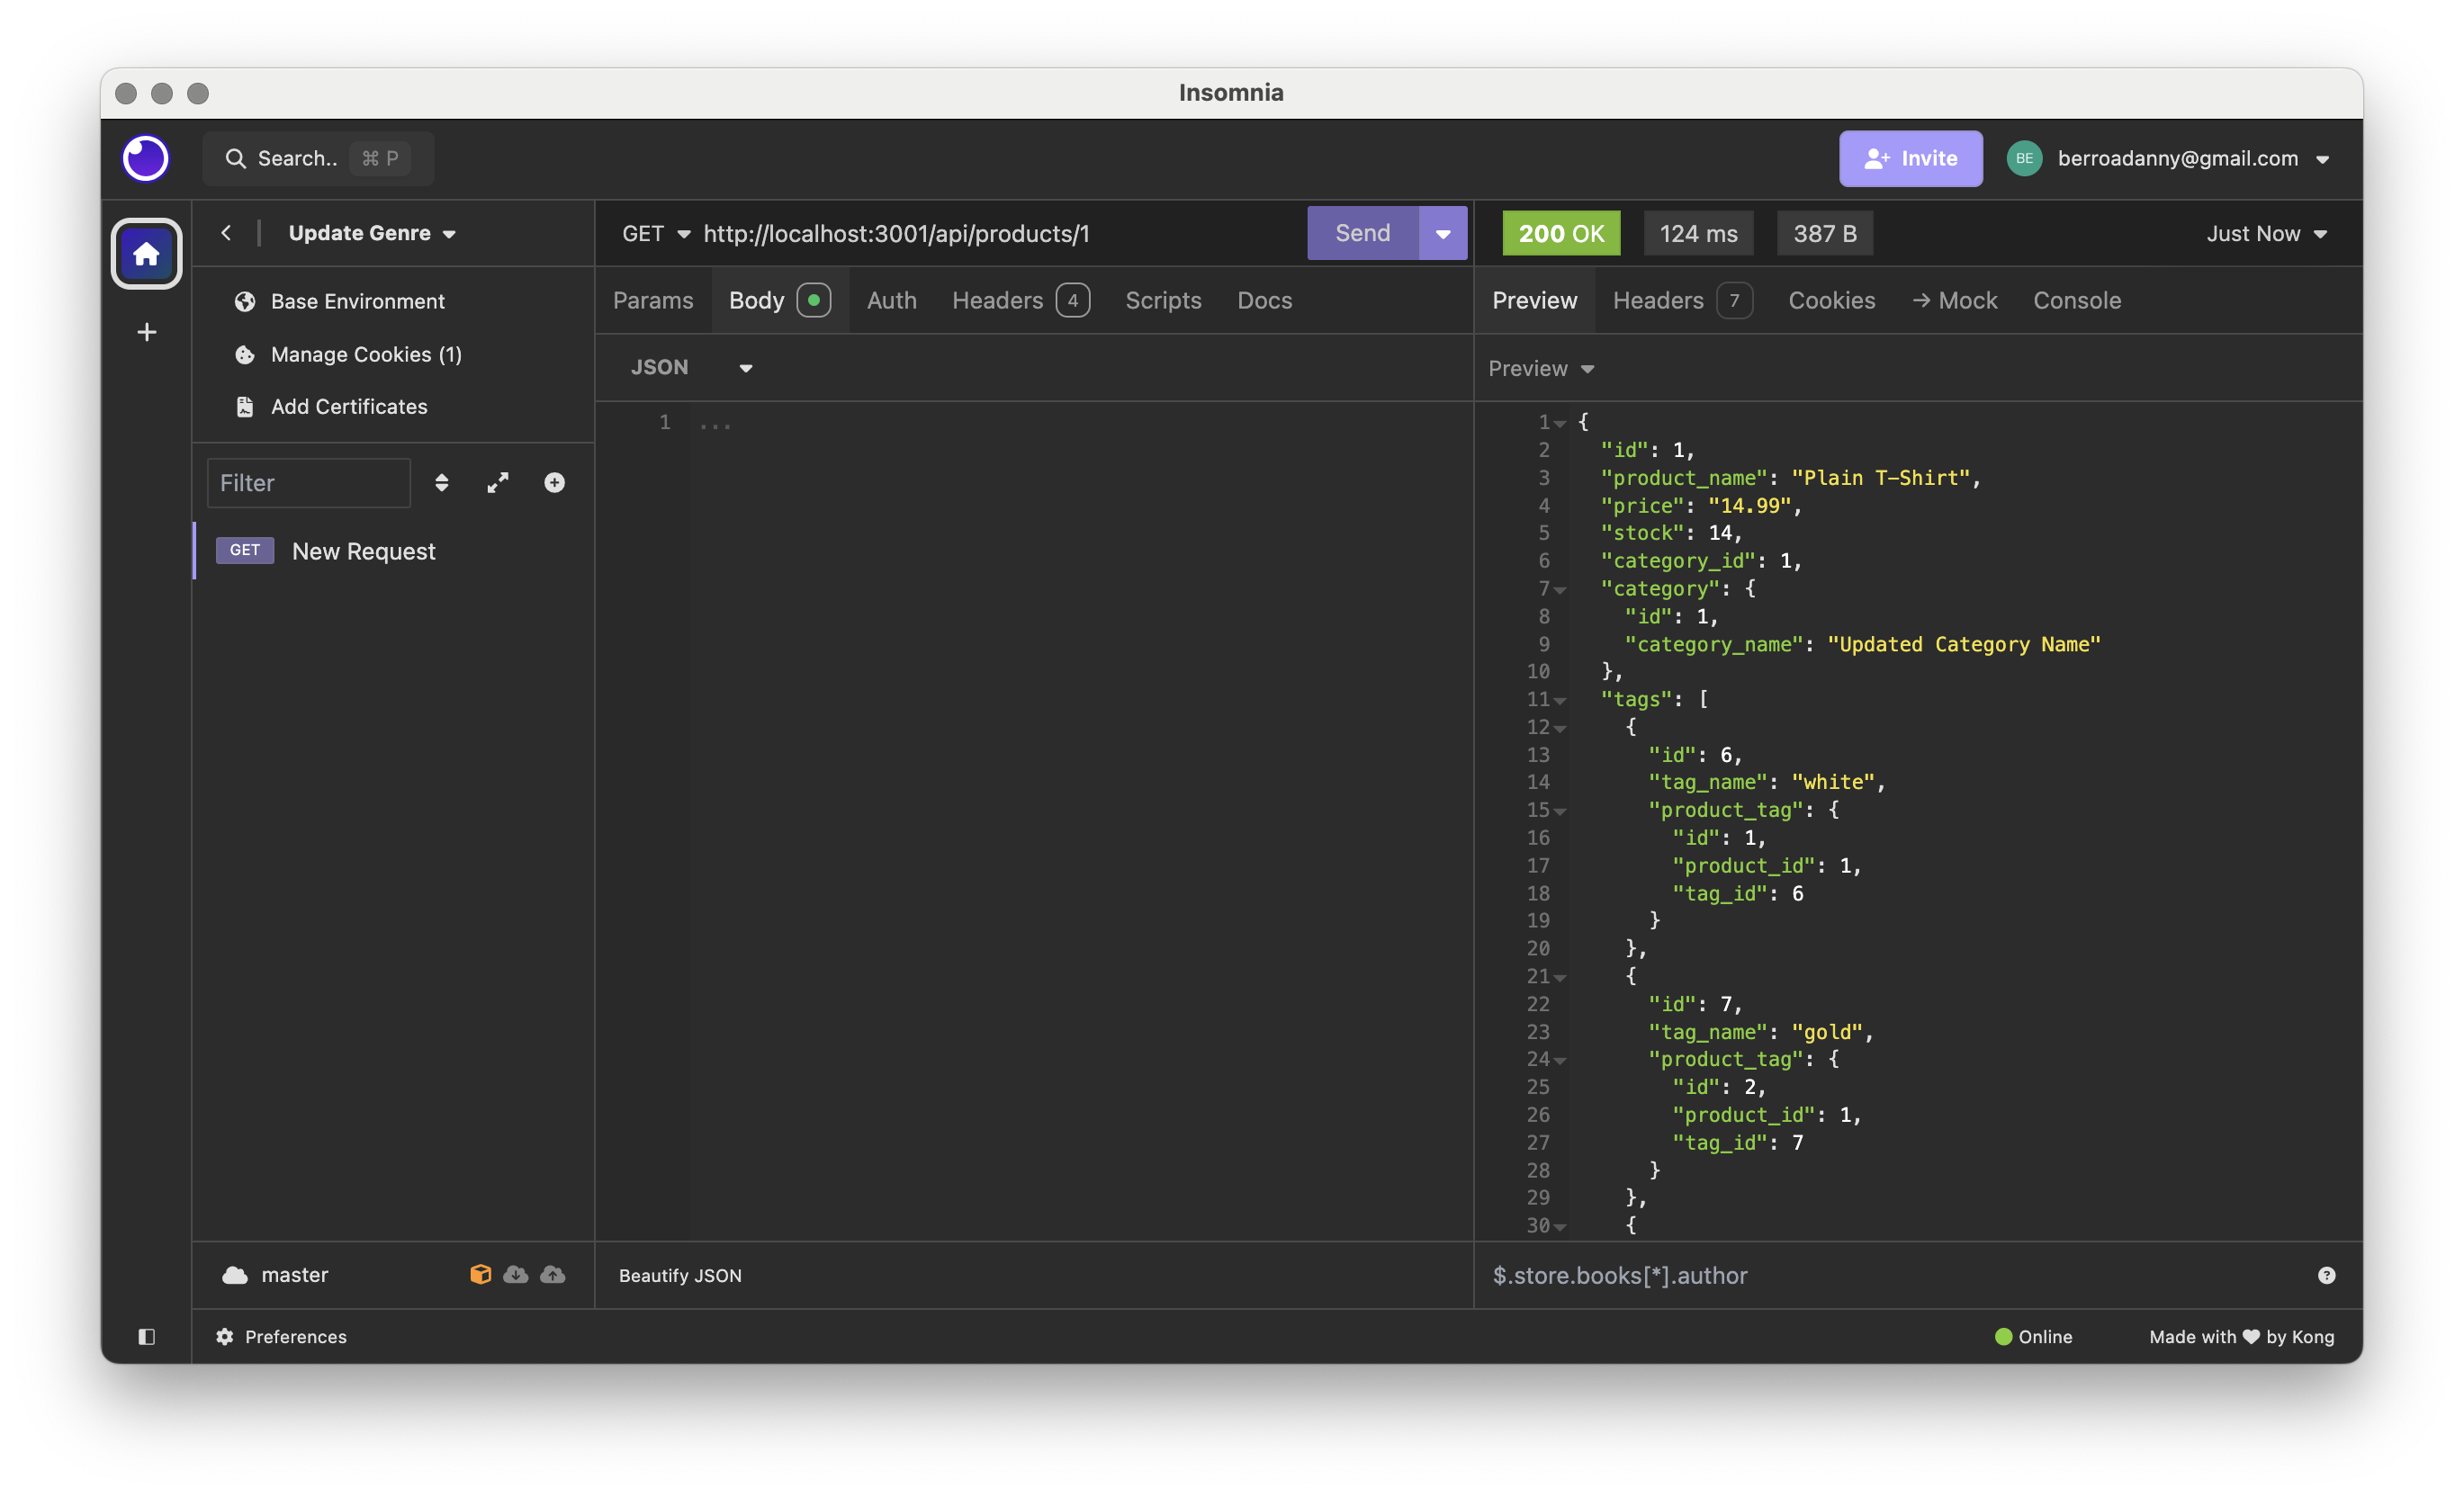 Insomnia
Search.. ⌘ P
Invite
BE
berroadanny@gmail.com
Update Genre
GET http://localhost:3001/api/products/1
Send
200 OK
124 ms
387 B
Just Now
Base Environment
Manage Cookies (1)
Add Certificates
Filter
GET New Request
Params
Body
Auth
Headers 4
Scripts
Docs
JSON
1 ...
Preview
Headers 7
Cookies
→ Mock
Console
Preview
1 {
2 "id": 1,
3 "product_name": "Plain T-Shirt",
4 "price": "14.99",
5 "stock": 14,
6 "category_id": 1,
7 "category": {
8 "id": 1,
9 "category_name": "Updated Category Name"
10 },
11 "tags": [
12 {
13 "id": 6,
14 "tag_name": "white",
15 "product_tag": {
16 "id": 1,
17 "product_id": 1,
18 "tag_id": 6
19 }
20 },
21 {
22 "id": 7,
23 "tag_name": "gold",
24 "product_tag": {
25 "id": 2,
26 "product_id": 1,
27 "tag_id": 7
28 }
29 },
30 {
master
Beautify JSON
$.store.books[*].author
Preferences
Online
Made with ♥ by Kong